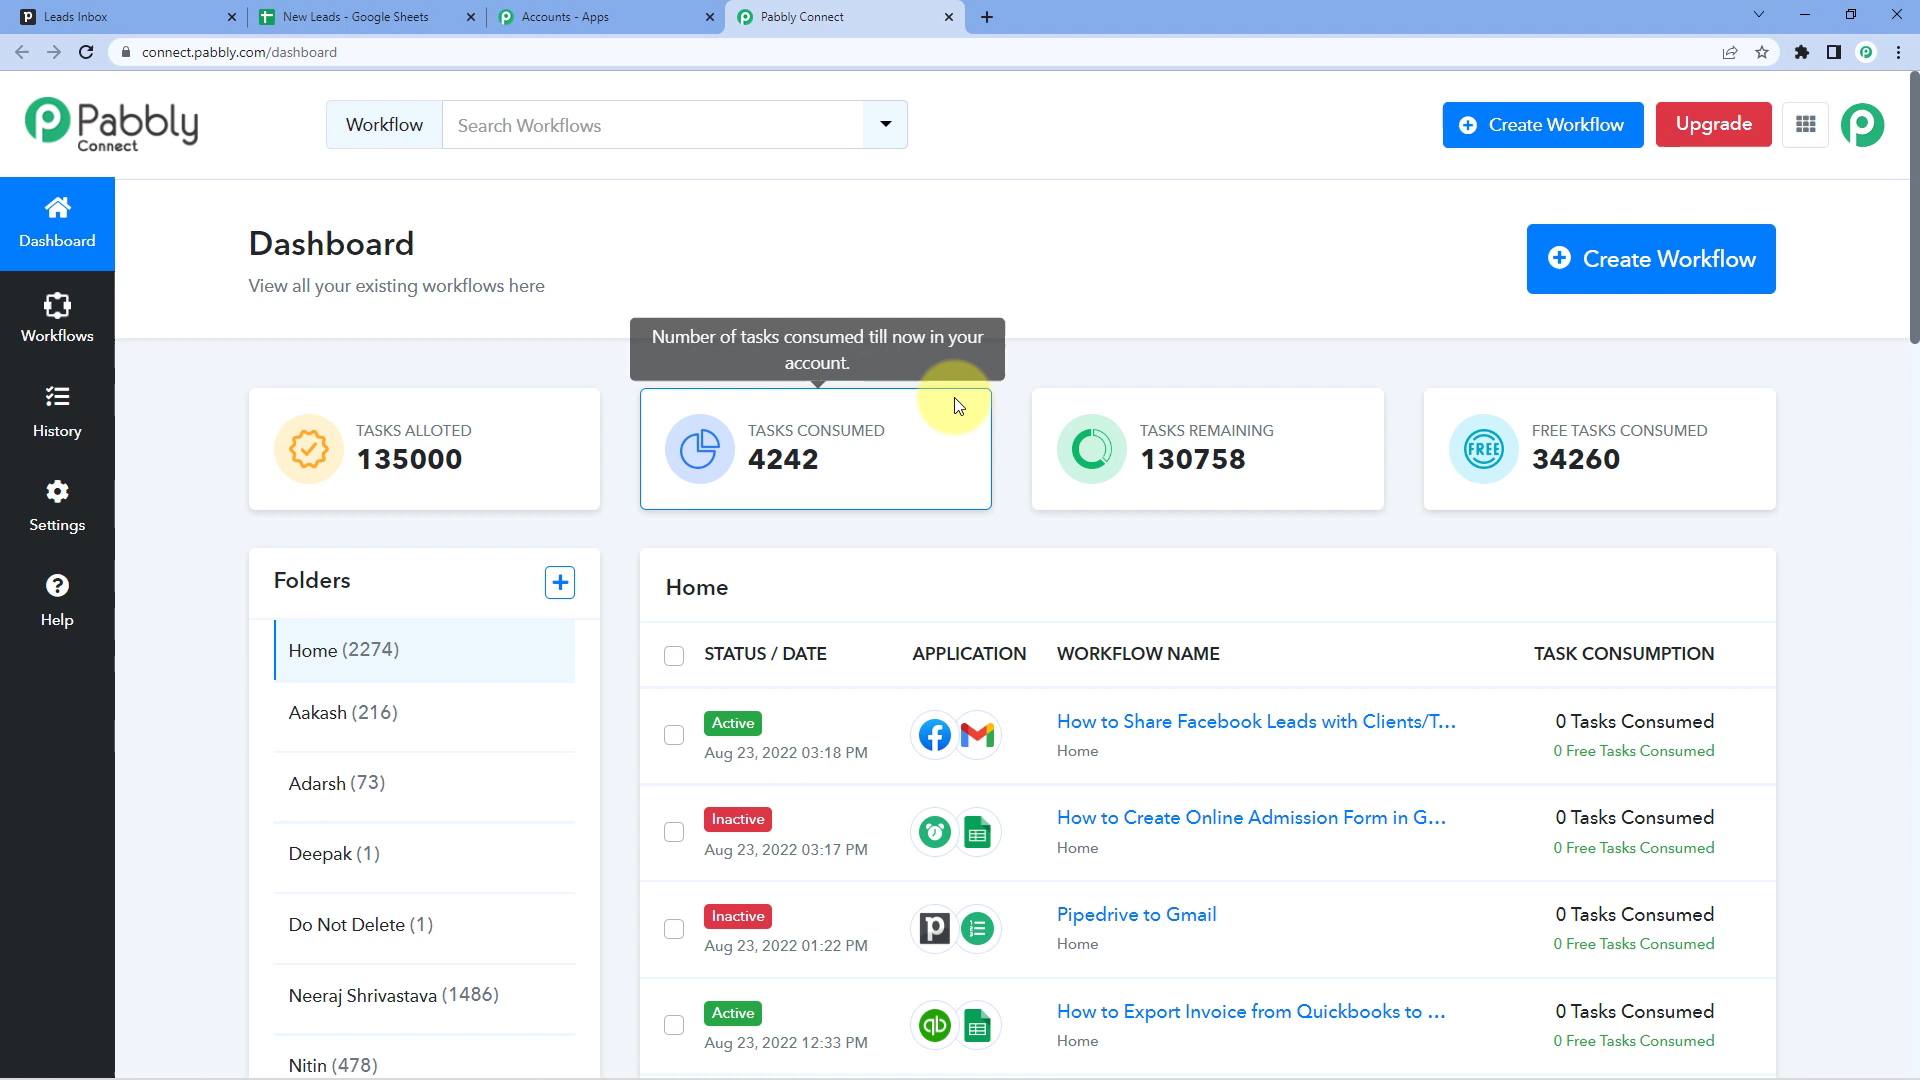 Leads Inbox
New Leads - Google Sheets
Accounts - Apps
Pabbly Connect
connect.pabbly.com/dashboard
Pabbly
Connect
Workflow
Search Workflows
Create Workflow
Upgrade
Dashboard
Workflows
History
Settings
Help
Dashboard
View all your existing workflows here
Create Workflow
Number of tasks consumed till now in your
account.
TASKS ALLOTED
135000
TASKS CONSUMED
4242
TASKS REMAINING
130758
FREE
FREE TASKS CONSUMED
34260
Folders
Home (2274)
Aakash (216)
Adarsh (73)
Deepak (1)
Do Not Delete (1)
Neeraj Shrivastava (1486)
Nitin (478)
Home
STATUS / DATE
APPLICATION
WORKFLOW NAME
TASK CONSUMPTION
Active
Aug 23, 2022 03:18 PM
How to Share Facebook Leads with Clients/T...
Home
0 Tasks Consumed
0 Free Tasks Consumed
Inactive
Aug 23, 2022 03:17 PM
How to Create Online Admission Form in G...
Home
0 Tasks Consumed
0 Free Tasks Consumed
Inactive
Aug 23, 2022 01:22 PM
Pipedrive to Gmail
Home
0 Tasks Consumed
0 Free Tasks Consumed
Active
Aug 23, 2022 12:33 PM
How to Export Invoice from Quickbooks to ...
Home
0 Tasks Consumed
0 Free Tasks Consumed